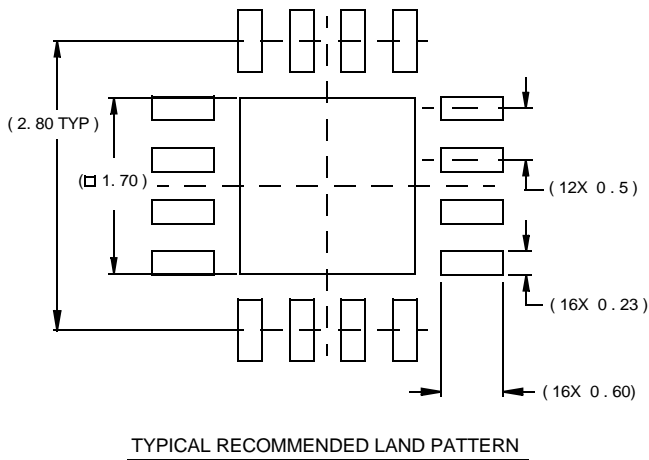 ( 2. 80 TYP )
(□ 1. 70 )
( 12X 0. 5 )
( 16X 0 . 23 )
( 16X 0 . 60)
TYPICAL RECOMMENDED LAND PATTERN